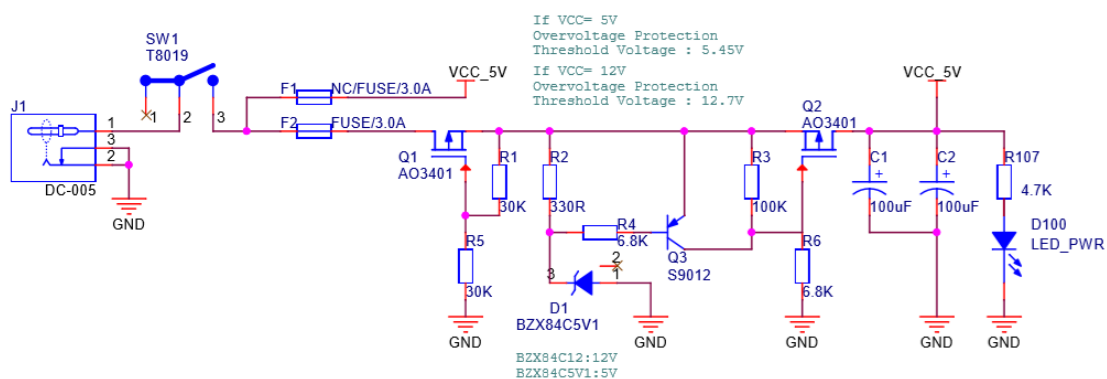 If VCC= 5V
Overvoltage Protection
Threshold Voltage : 5.45V
If VCC= 12V
Overvoltage Protection
Threshold Voltage : 12.7V
SW1
T8019
1
2
3
J1
1
3
2
DC-005
GND
F1
NC/FUSE/3.0A
VCC_5V
F2
FUSE/3.0A
Q1
AO3401
R1
30K
R5
30K
GND
R2
330R
R4
6.8K
3
2
1
D1
BZX84C5V1
GND
Q3
S9012
R3
100K
Q2
AO3401
R6
6.8K
GND
VCC_5V
C1
+
100uF
C2
+
100uF
GND
R107
4.7K
D100
LED_PWR
GND
BZX84C12:12V
BZX84C5V1:5V